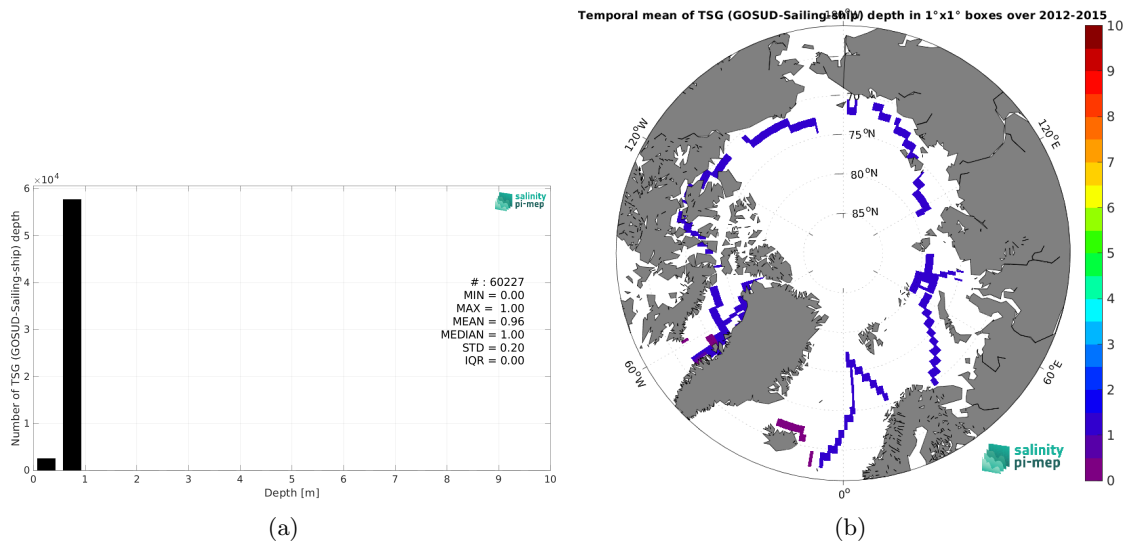 Temporal mean of TSG (GOSUD-Sailing-ship) depth in 1°x1° boxes over 2012-2015
×10⁴
6
5
4
3
2
1
0
Number of TSG (GOSUD-Sailing-ship) depth
salinity
pi-mep
# : 60227
MIN = 0.00
MAX = 1.00
MEAN = 0.96
MEDIAN = 1.00
STD = 0.20
IQR = 0.00
0 1 2 3 4 5 6 7 8 9 10
Depth [m]
(a)
120°W
75°N
80°N
85°N
120°E
60°W
60°E
0°
salinity
pi-mep
10
9
8
7
6
5
4
3
2
1
0
(b)